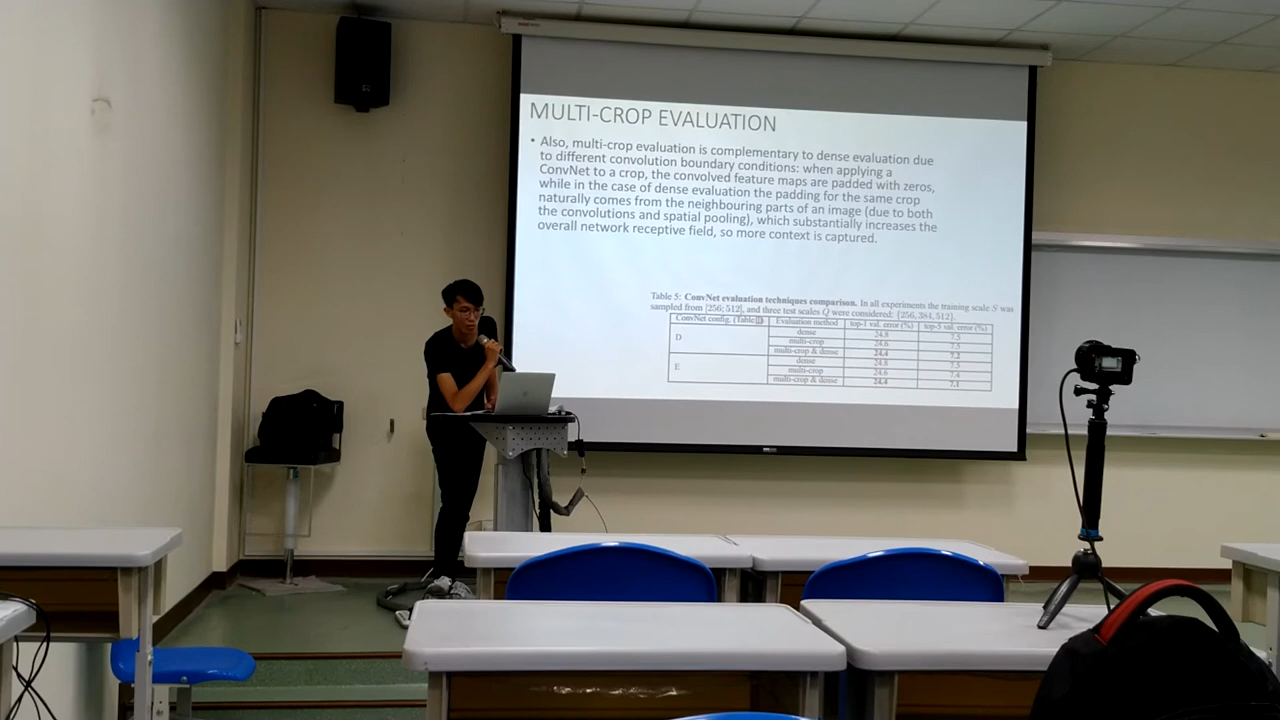 MULTI-CROP EVALUATION
• Also, multi-crop evaluation is complementary to dense evaluation due
to different convolution boundary conditions: when applying a
ConvNet to a crop, the convolved feature maps are padded with zeros,
while in the case of dense evaluation the padding for the same crop
naturally comes from the neighbouring parts of an image (due to both
the convolutions and spatial pooling), which substantially increases the
overall network receptive field, so more context is captured.
Table 5: ConvNet evaluation techniques comparison. In all experiments the training scale S was
sampled from [256; 512], and three test scales Q were considered: {256, 384, 512}.
ConvNet config. (Table 1) Evaluation method top-1 val. error (%) top-5 val. error (%)
D dense 24.8 7.5
multi-crop 24.6 7.5
multi-crop & dense 24.4 7.2
E dense 24.8 7.5
multi-crop 24.6 7.4
multi-crop & dense 24.4 7.1